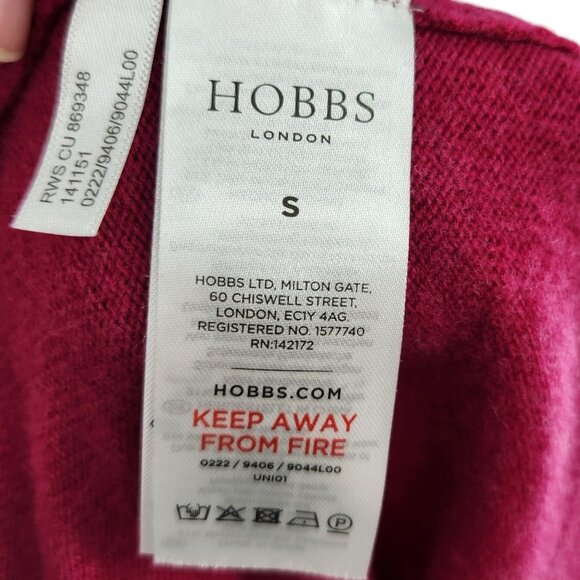 RWS CU 869348
141151
0222/9406/9044L00
HOBBS
LONDON
S
HOBBS LTD, MILTON GATE,
60 CHISWELL STREET,
LONDON, EC1Y 4AG.
REGISTERED NO. 1577740
RN:142172
HOBBS.COM
KEEP AWAY
FROM FIRE
0222 / 9406 / 9044L00
UNI01
P